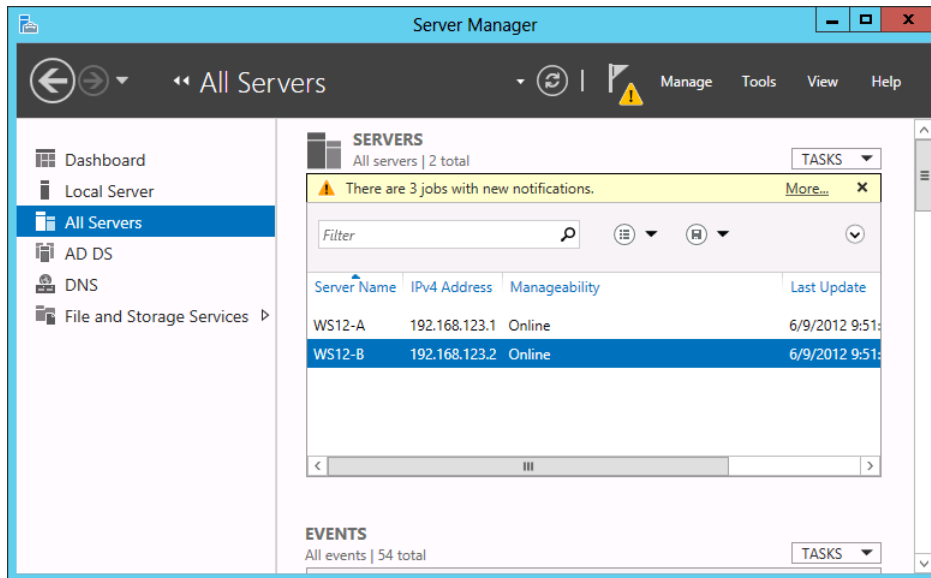 Server Manager
All Servers
Manage Tools View Help
Dashboard
Local Server
All Servers
AD DS
DNS
File and Storage Services
SERVERS
All servers | 2 total
TASKS
There are 3 jobs with new notifications. More...
Filter
Server Name IPv4 Address Manageability Last Update
WS12-A 192.168.123.1 Online 6/9/2012 9:51:
WS12-B 192.168.123.2 Online 6/9/2012 9:51:
EVENTS
All events | 54 total
TASKS